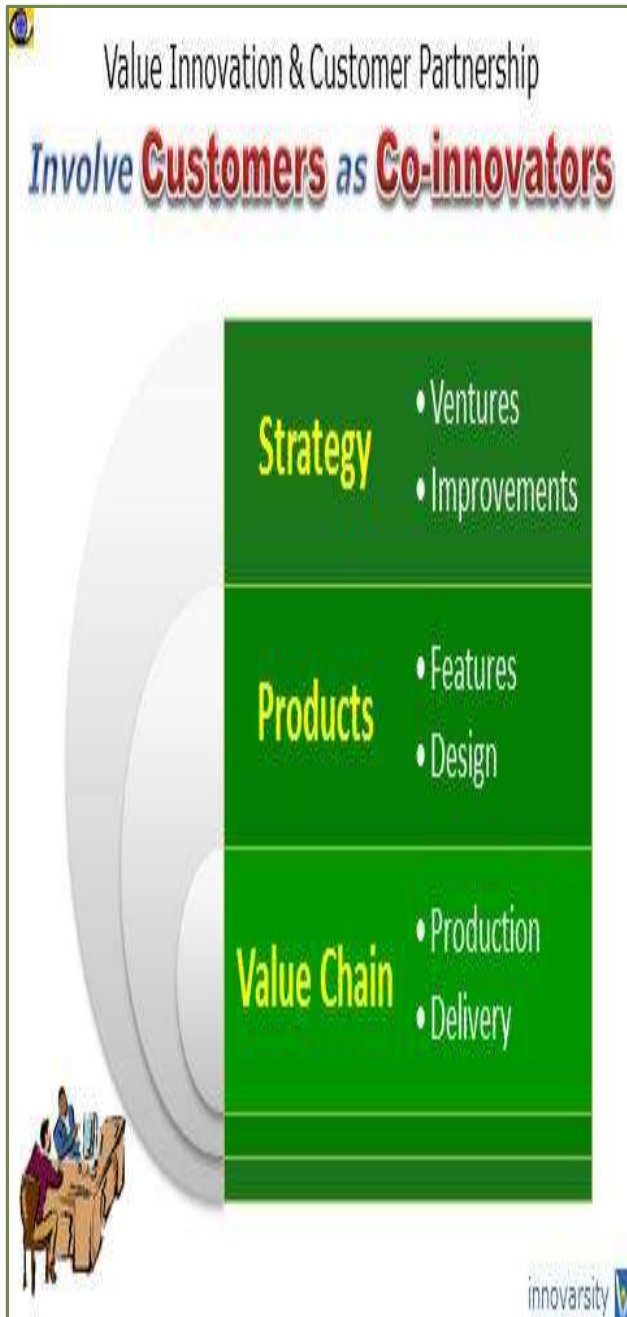 Value Innovation & Customer Partnership
Involve Customers as Co-innovators
Strategy
• Ventures
• Improvements
Products
• Features
• Design
Value Chain
• Production
• Delivery
innovarsity